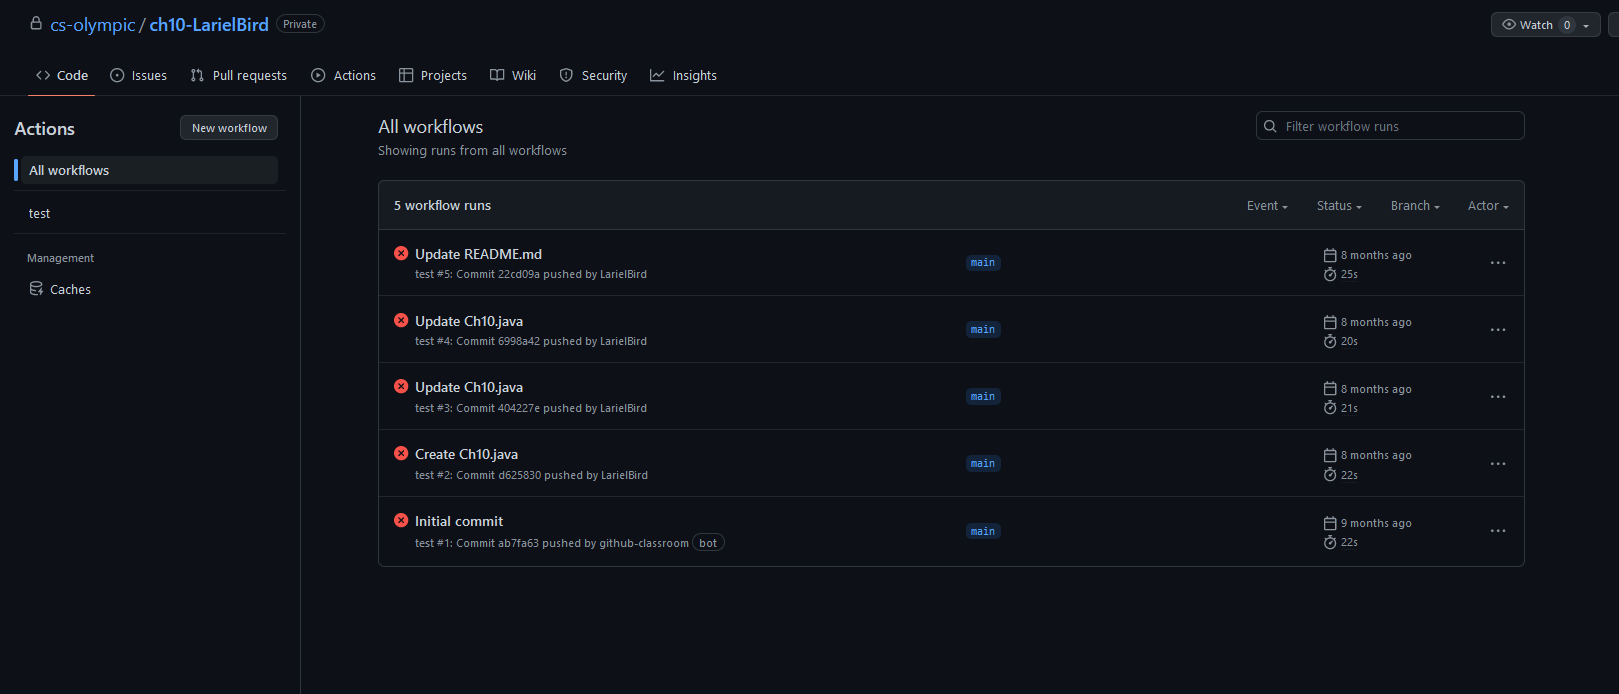 cs-olympic / ch10-LarielBird Private
Watch 0
Code Issues Pull requests Actions Projects Wiki Security Insights
Actions
New workflow
All workflows
test
Management
Caches
All workflows
Showing runs from all workflows
Filter workflow runs
5 workflow runs
Event Status Branch Actor
Update README.md
test #5: Commit 22cd09a pushed by LarielBird
main
8 months ago
25s
Update Ch10.java
test #4: Commit 6998a42 pushed by LarielBird
main
8 months ago
20s
Update Ch10.java
test #3: Commit 404227e pushed by LarielBird
main
8 months ago
21s
Create Ch10.java
test #2: Commit d625830 pushed by LarielBird
main
8 months ago
22s
Initial commit
test #1: Commit ab7fa63 pushed by github-classroom bot
main
9 months ago
22s